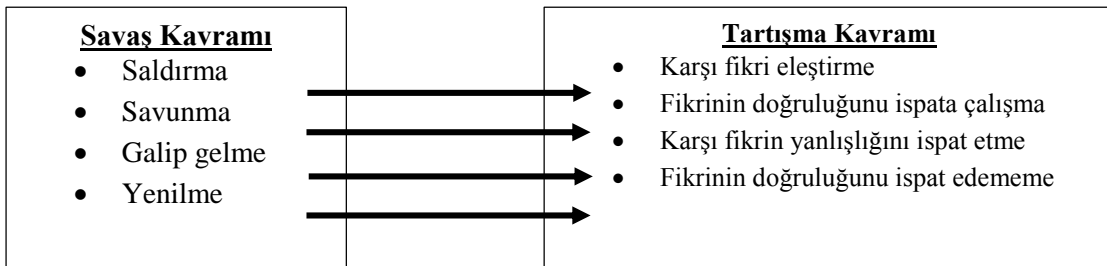 Savaş Kavramı
• Saldırma
• Savunma
• Galip gelme
• Yenilme
Tartışma Kavramı
• Karşı fikri eleştirme
• Fikrinin doğruluğunu ispata çalışma
• Karşı fikrin yanlışlığını ispat etme
• Fikrinin doğruluğunu ispat edememe